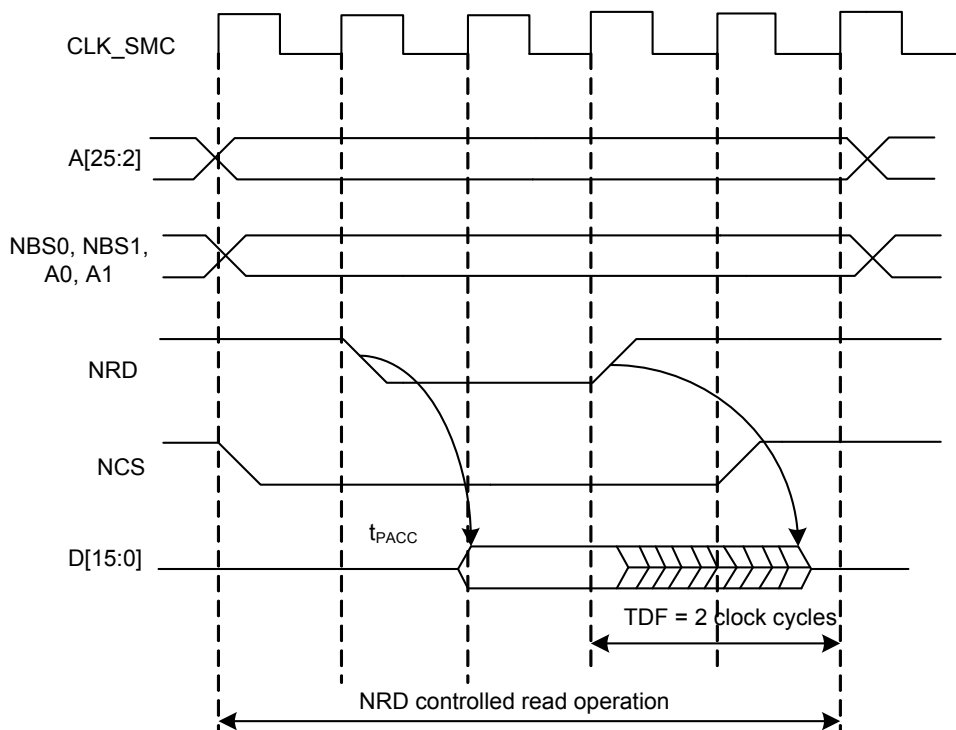 CLK_SMC
A[25:2]
NBS0, NBS1,
A0, A1
NRD
NCS
tPACC
D[15:0]
TDF = 2 clock cycles
NRD controlled read operation